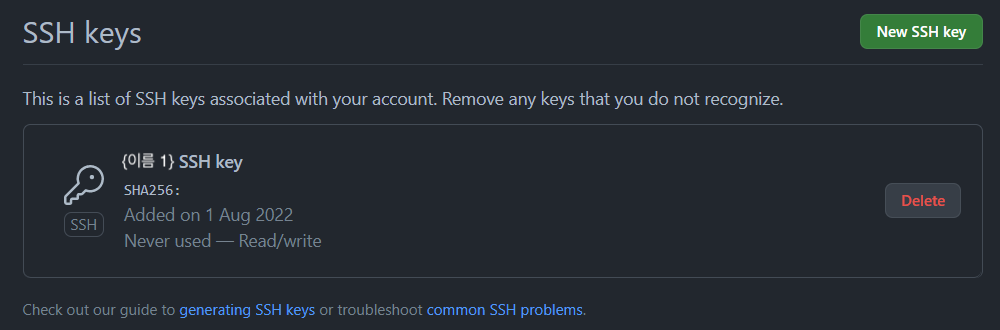 SSH keys
New SSH key
This is a list of SSH keys associated with your account. Remove any keys that you do not recognize.
{이름 1} SSH key
SHA256:
Added on 1 Aug 2022
Never used — Read/write
SSH
Delete
Check out our guide to generating SSH keys or troubleshoot common SSH problems.